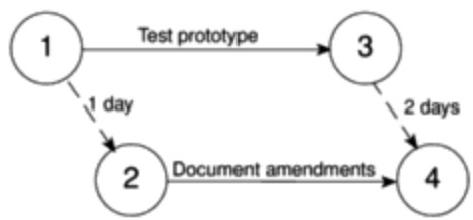 1 Test prototype 3
1 day 2 days
2 Document amendments 4